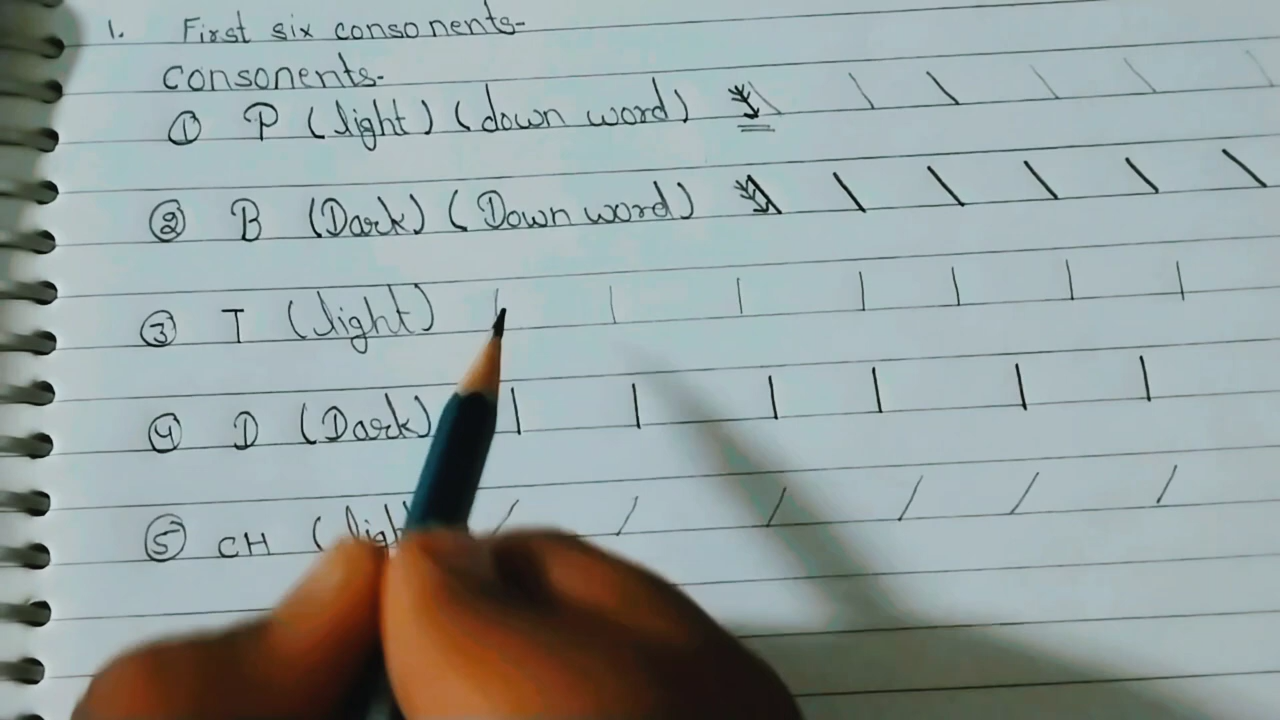 1. First six consonents-
consonents-
① P (light) (down word)
② B (Dark) (Down word)
③ T (light)
④ D (Dark)
⑤ CH